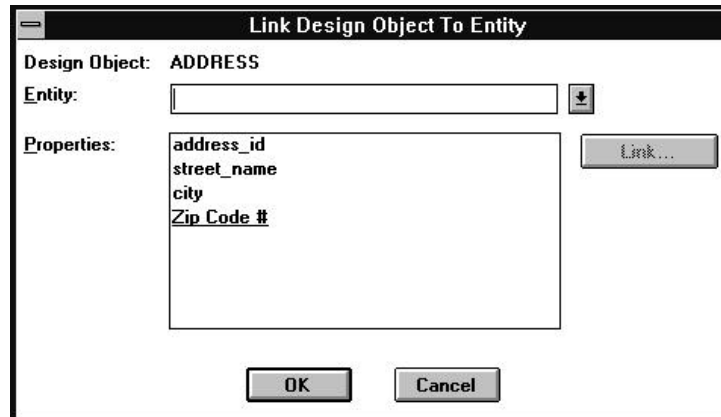 Link Design Object To Entity
Design Object: ADDRESS
Entity:
Properties:
address_id
street_name
city
Zip Code #
Link...
OK
Cancel